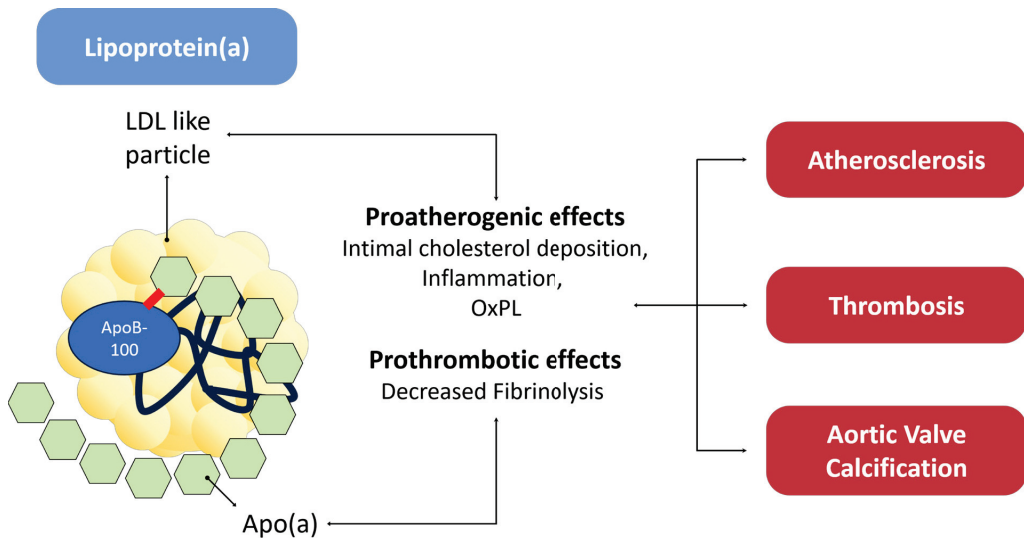 Lipoprotein(a)
LDL like
particle
ApoB-
100
Apo(a)
Proatherogenic effects
Intimal cholesterol deposition,
Inflammation,
OxPL
Prothrombotic effects
Decreased Fibrinolysis
Atherosclerosis
Thrombosis
Aortic Valve
Calcification